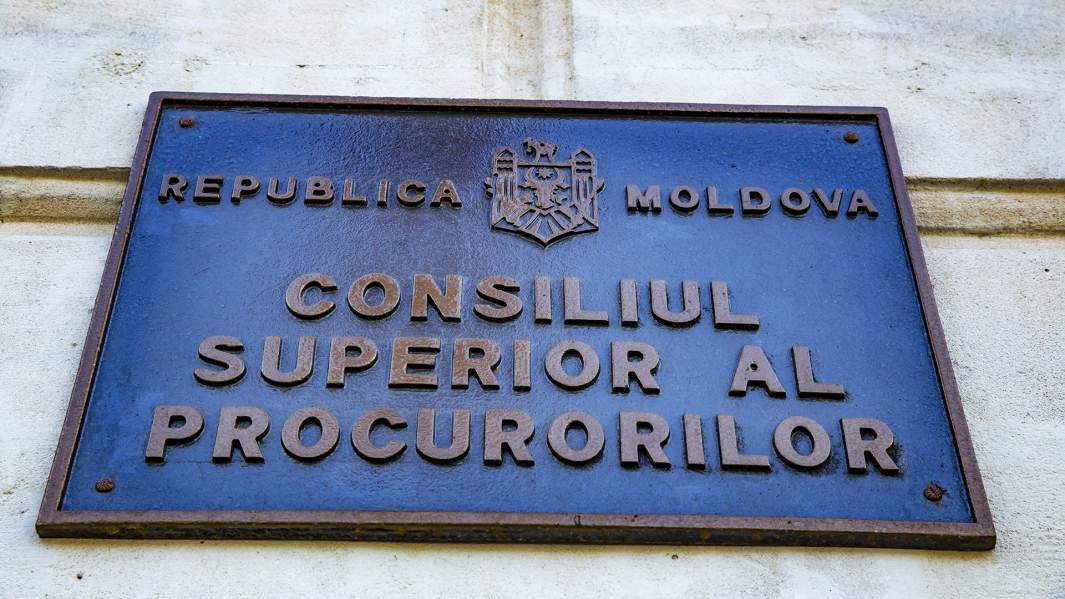 REPUBLICA MOLDOVA
CONSILIUL
SUPERIOR AL
PROCURORILOR